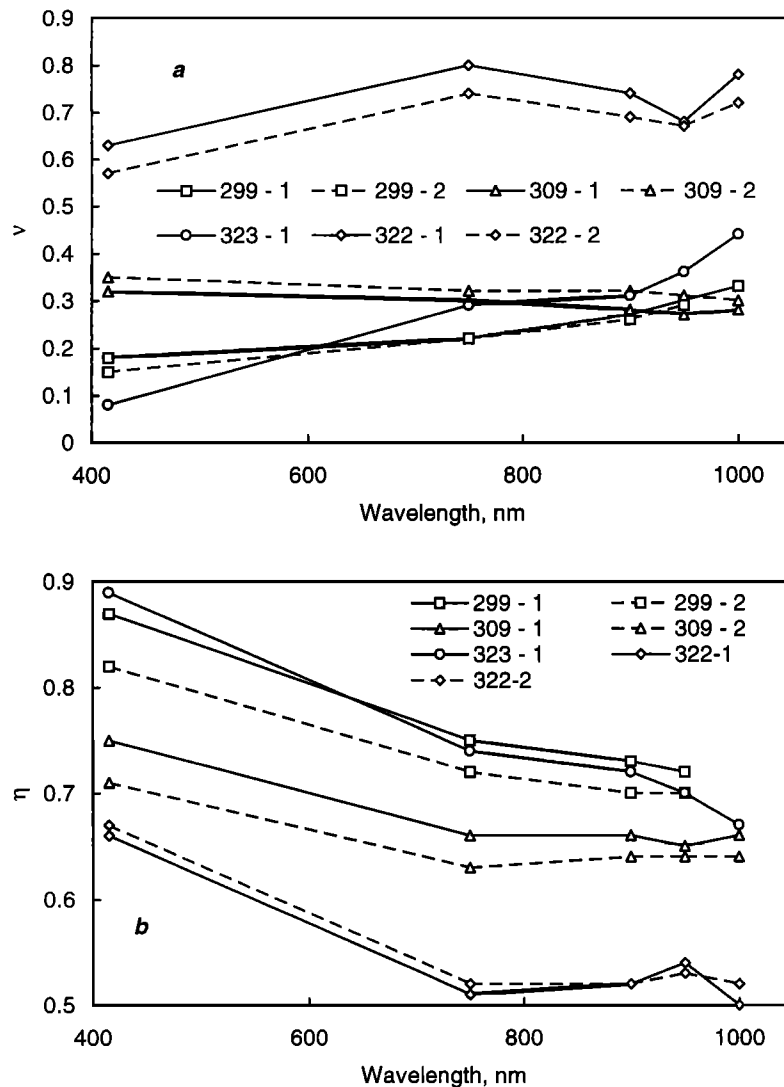 0.9
a
0.8
0.7
0.6
299 - 1 299 - 2 309 - 1 309 - 2
0.5
ν
323 - 1 322 - 1 322 - 2
0.4
0.3
0.2
0.1
0
400 600 800 1000
Wavelength, nm
0.9
299 - 1 299 - 2
309 - 1 309 - 2
323 - 1 322-1
322-2
0.8
η
0.7
0.6
b
0.5
400 600 800 1000
Wavelength, nm